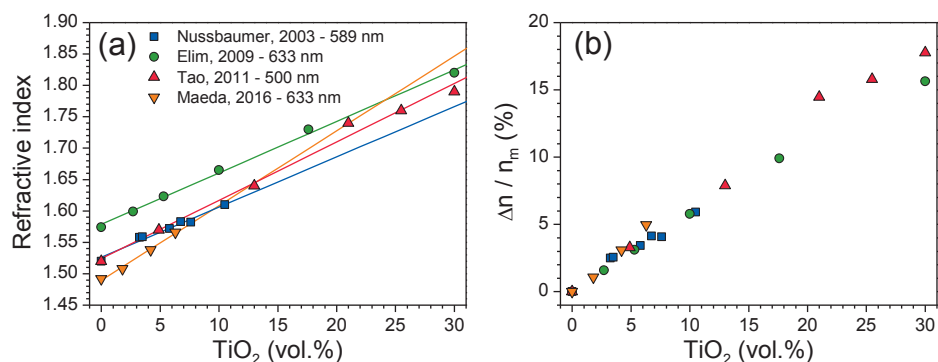 (a)
Nussbaumer, 2003 - 589 nm
Elim, 2009 - 633 nm
Tao, 2011 - 500 nm
Maeda, 2016 - 633 nm
Refractive index
1.90
1.85
1.80
1.75
1.70
1.65
1.60
1.55
1.50
1.45
0 5 10 15 20 25 30
TiO₂ (vol.%)
(b)
Δn / nₘ (%)
20
15
10
5
0
0 5 10 15 20 25 30
TiO₂ (vol.%)